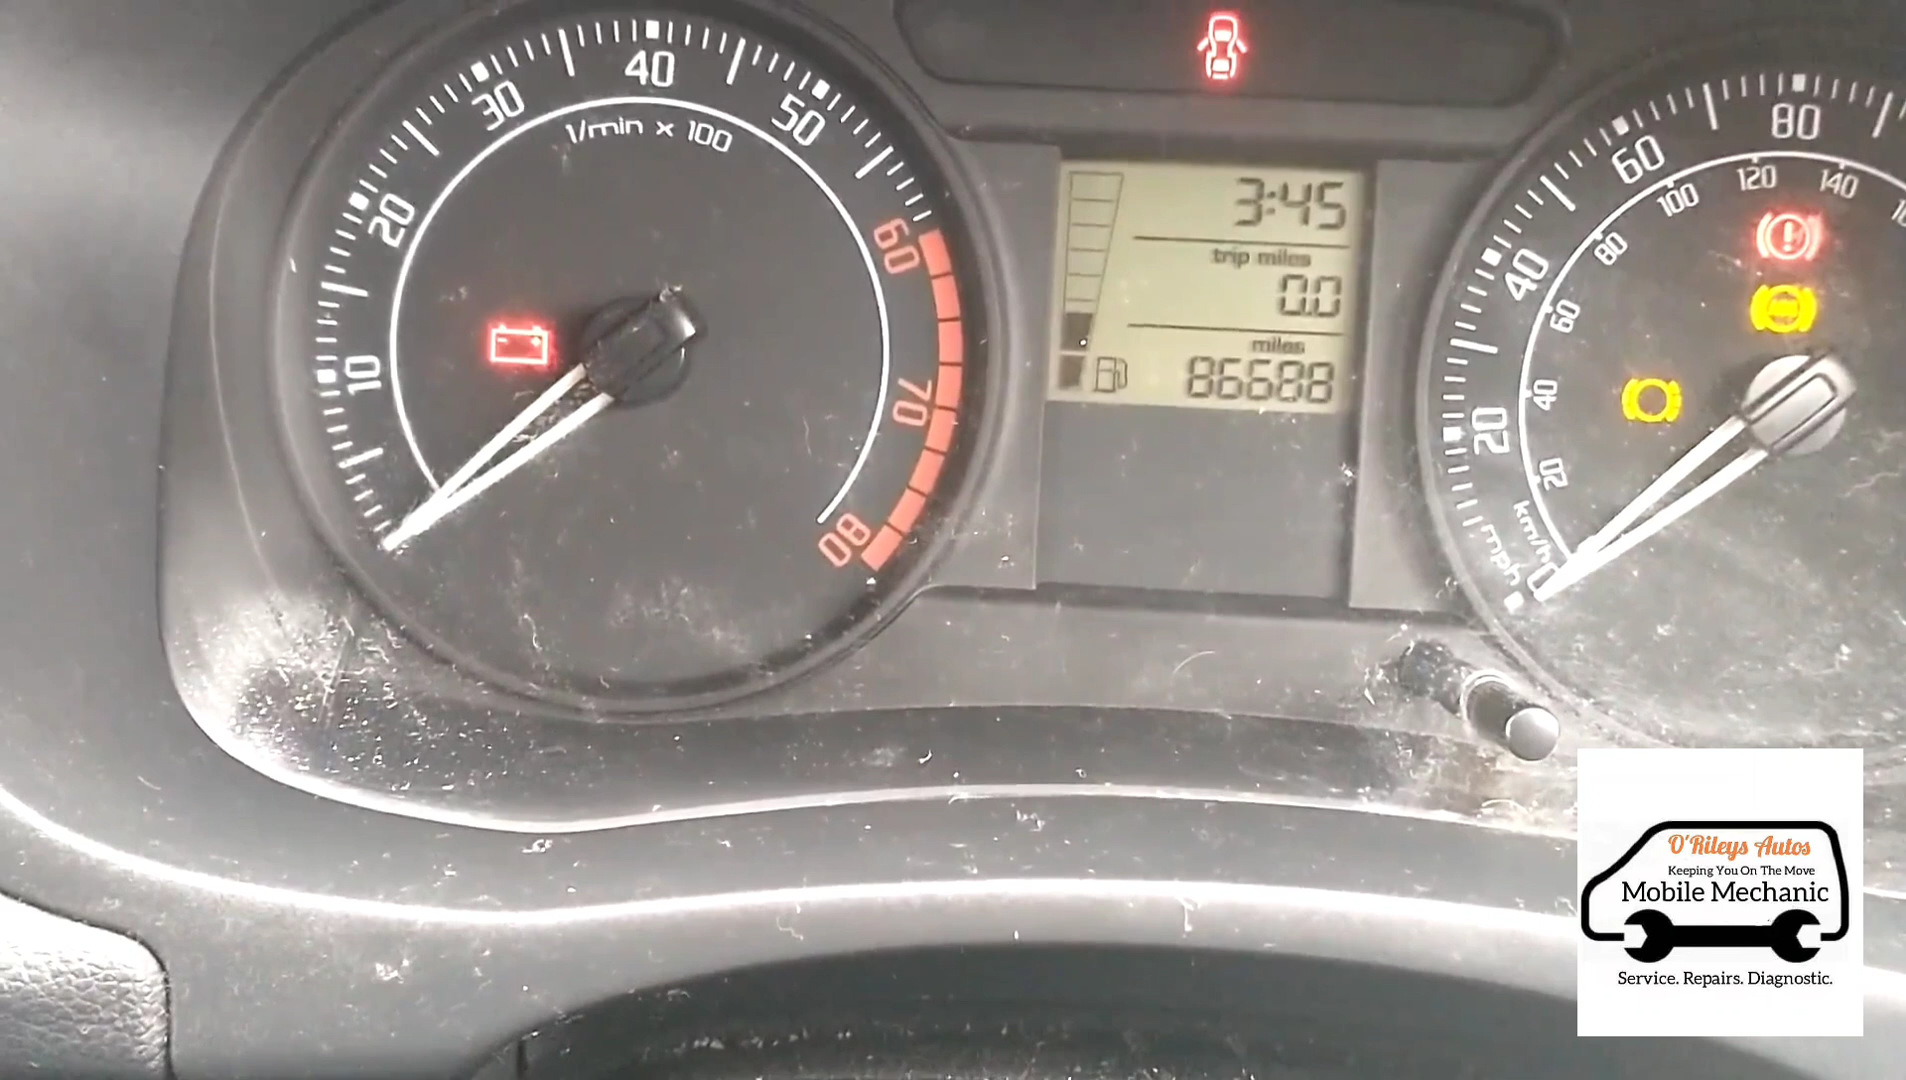 10
20
30
40
50
60
70
80
1/min x 100
3:45
trip miles
0.0
miles
86688
0
20
40
60
80
20
40
60
80
100
120
140
km/h
mph
O'Rileys Autos
Keeping You On The Move
Mobile Mechanic
Service. Repairs. Diagnostic.